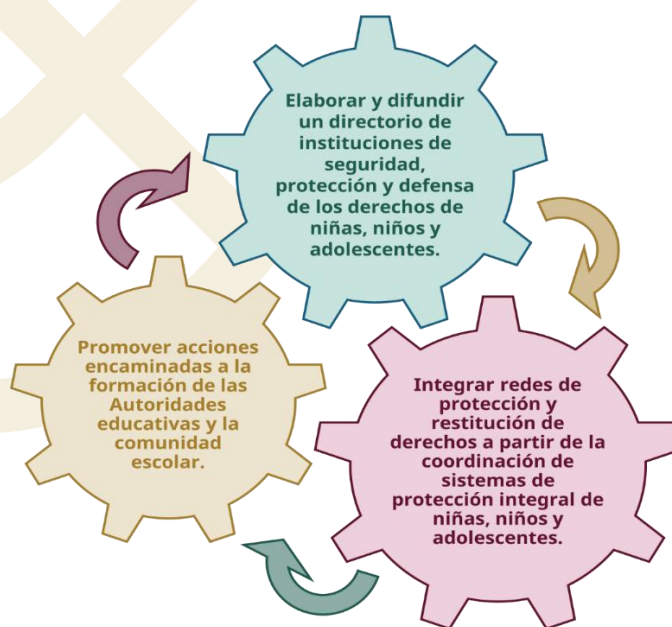 Elaborar y difundir
un directorio de
instituciones de
seguridad,
protección y defensa
de los derechos de
niñas, niños y
adolescentes.
Promover acciones
encaminadas a la
formación de las
Autoridades
educativas y la
comunidad
escolar.
Integrar redes de
protección y
restitución de
derechos a partir de la
coordinación de
sistemas de
protección integral de
niñas, niños y
adolescentes.